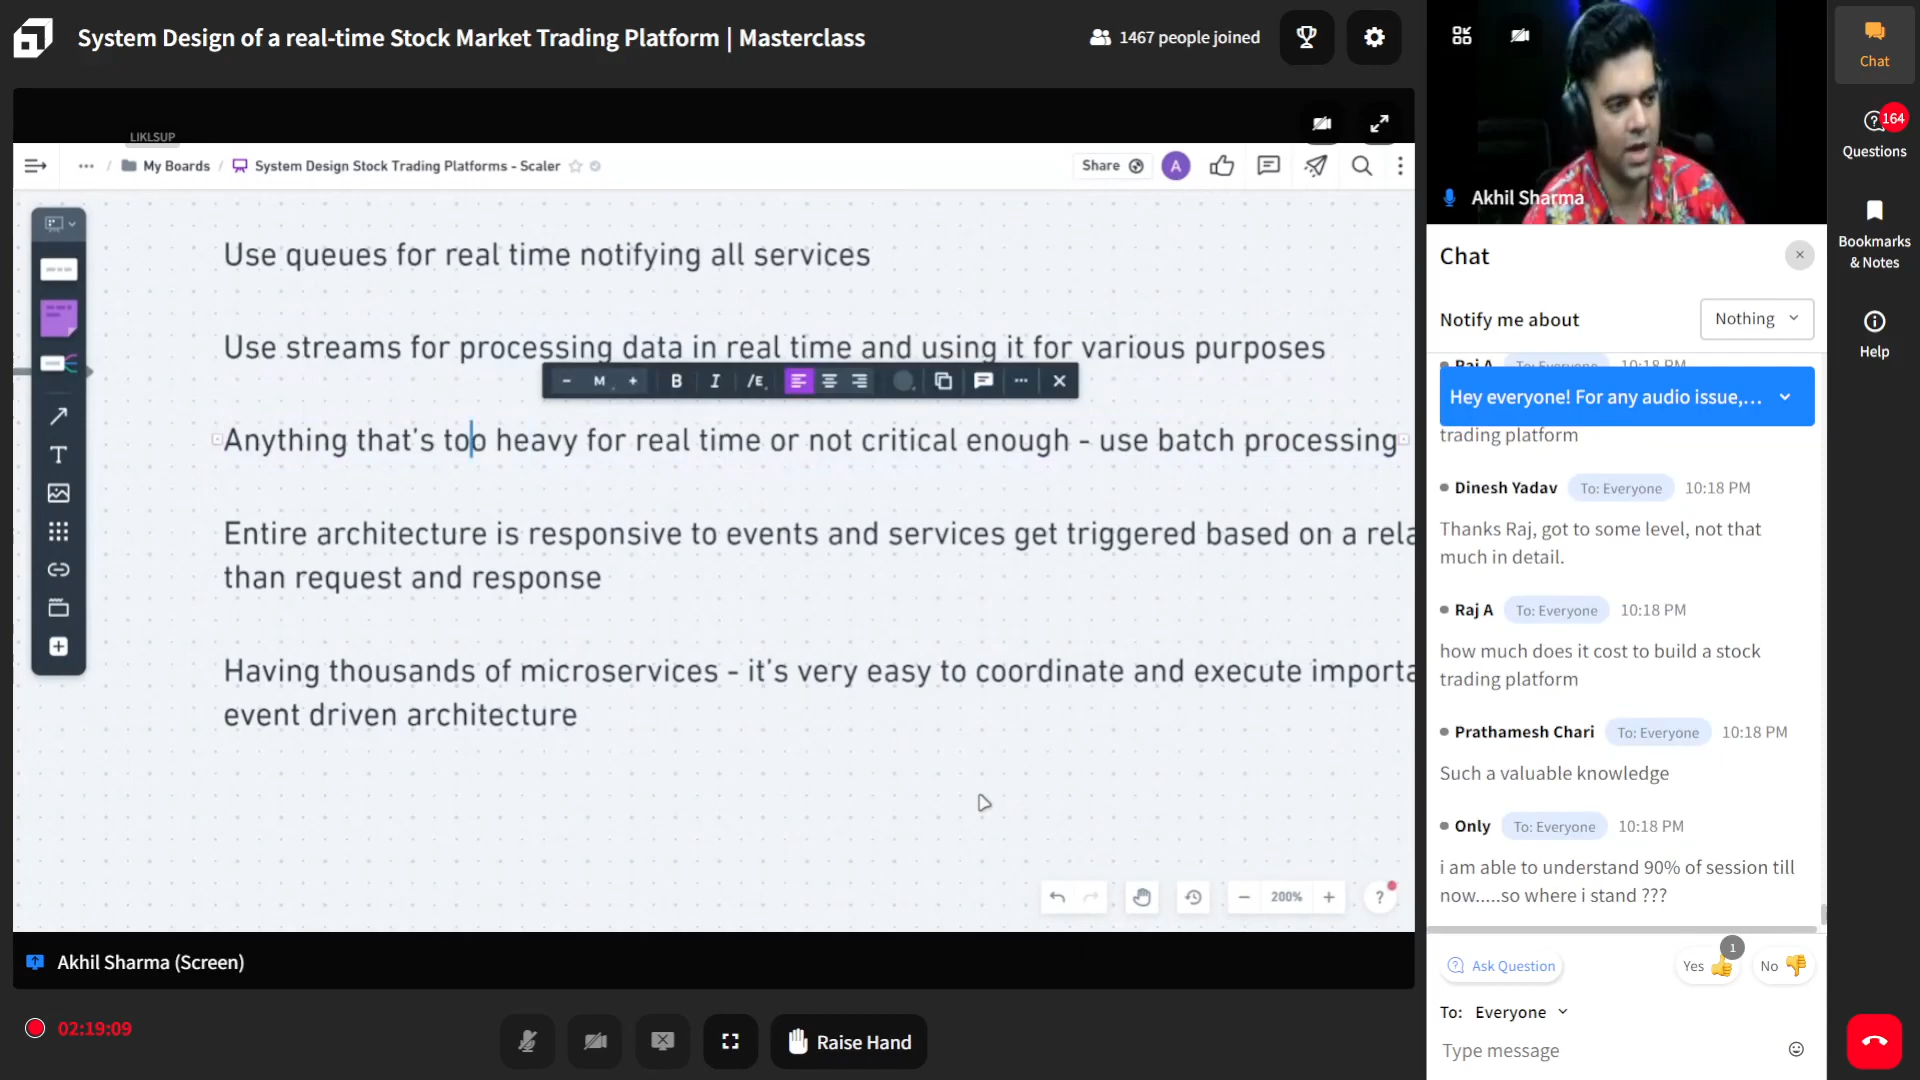 System Design of a real-time Stock Market Trading Platform | Masterclass
1467 people joined
LIKLSUP
My Boards / System Design Stock Trading Platforms - Scaler
Share
A
Use queues for real time notifying all services
Use streams for processing data in real time and using it for various purposes
- M + B I /E
Anything that's too heavy for real time or not critical enough - use batch processing
Entire architecture is responsive to events and services get triggered based on a rela
than request and response
Having thousands of microservices - it's very easy to coordinate and execute importa
event driven architecture
200%
Akhil Sharma (Screen)
02:19:09
Raise Hand
Akhil Sharma
Chat
Notify me about
Nothing
Raj A To: Everyone 10:18 PM
Hey everyone! For any audio issue,...
trading platform
Dinesh Yadav To: Everyone 10:18 PM
Thanks Raj, got to some level, not that
much in detail.
Raj A To: Everyone 10:18 PM
how much does it cost to build a stock
trading platform
Prathamesh Chari To: Everyone 10:18 PM
Such a valuable knowledge
Only To: Everyone 10:18 PM
i am able to understand 90% of session till
now.....so where i stand ???
Ask Question
Yes 1
No
To: Everyone
Type message
Chat
164
Questions
Bookmarks
& Notes
Help